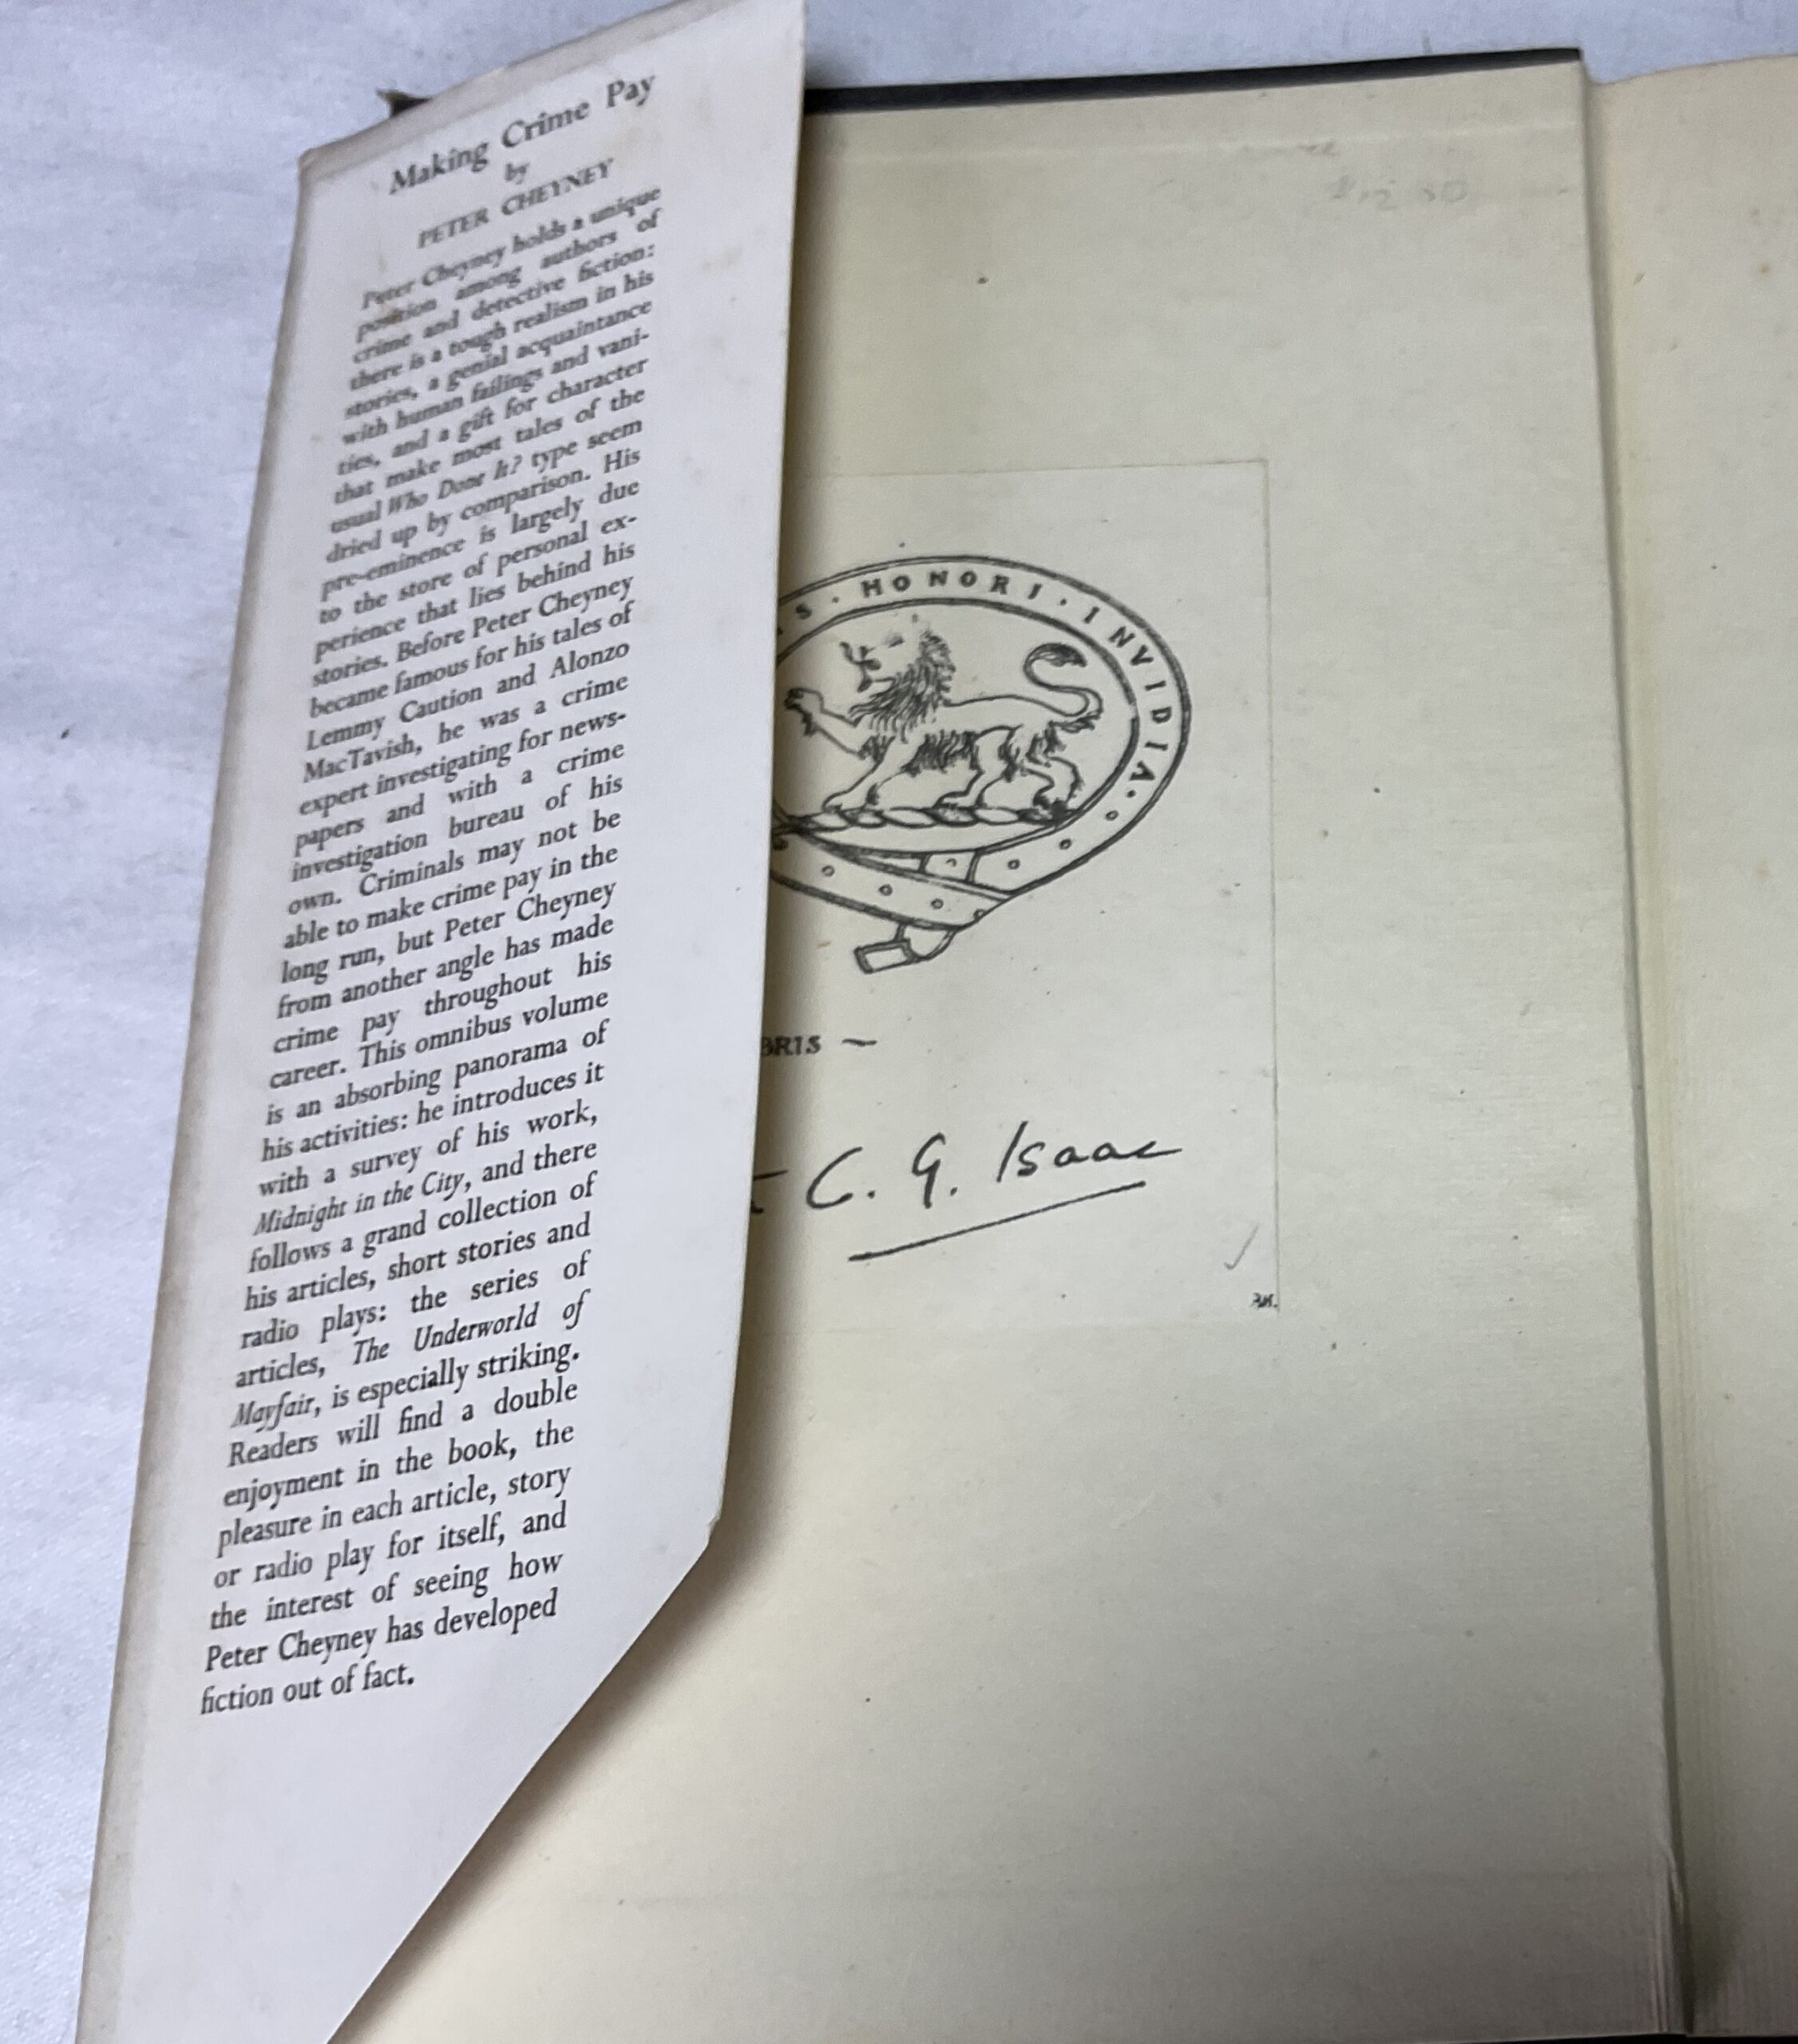 Making Crime Pay
by
PETER CHEYNEY
Peter Cheyney holds a unique
position among authors of
crime and detective fiction:
there is a tough realism in his
stories, a genial acquaintance
with human failings and vani-
ties, and a gift for character
that make most tales of the
usual Who Done It? type seem
dried up by comparison. His
pre-eminence is largely due
to the store of personal ex-
perience that lies behind his
stories. Before Peter Cheyney
became famous for his tales of
Lemmy Caution and Alonzo
MacTavish, he was a crime
expert investigating for news-
papers and with a crime
investigation bureau of his
own. Criminals may not be
able to make crime pay in the
long run, but Peter Cheyney
from another angle has made
crime pay throughout his
career. This omnibus volume
is an absorbing panorama of
his activities: he introduces it
with a survey of his work,
Midnight in the City, and there
follows a grand collection of
his articles, short stories and
radio plays: the series of
articles, The Underworld of
Mayfair, is especially striking.
Readers will find a double
enjoyment in the book, the
pleasure in each article, story
or radio play for itself, and
the interest of seeing how
Peter Cheyney has developed
fiction out of fact.
S · HONORI · INVIDIA ·
BRIS ~
C. G. Isaac